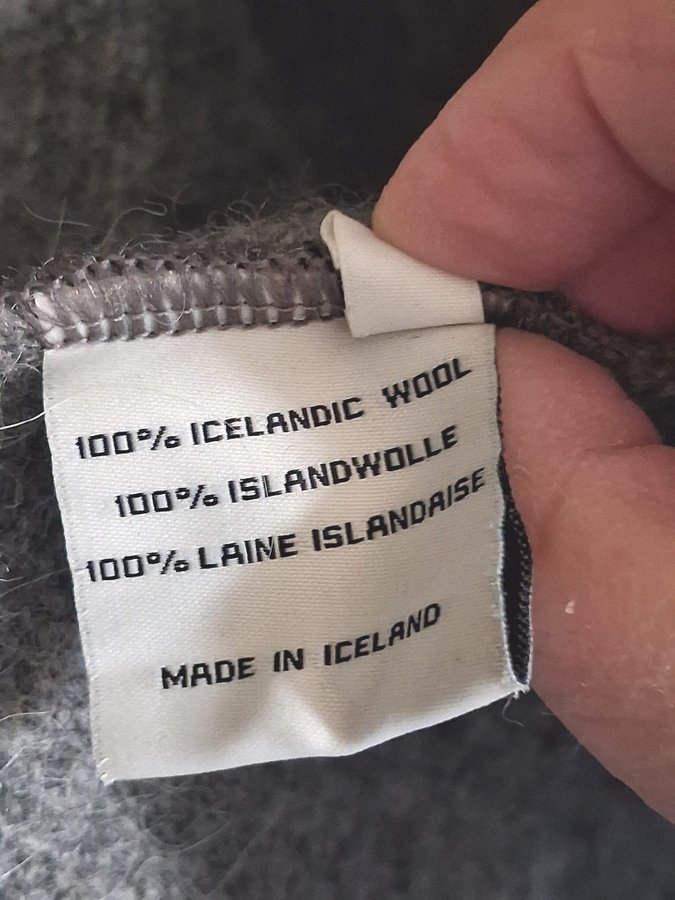 100% ICELANDIC WOOL
100% ISLANDWOLLE
100% LAINE ISLANDAISE
MADE IN ICELAND